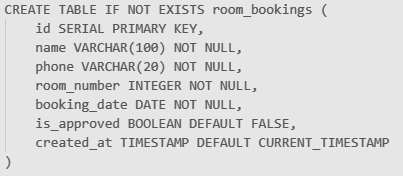 CREATE TABLE IF NOT EXISTS room_bookings (
    id SERIAL PRIMARY KEY,
    name VARCHAR(100) NOT NULL,
    phone VARCHAR(20) NOT NULL,
    room_number INTEGER NOT NULL,
    booking_date DATE NOT NULL,
    is_approved BOOLEAN DEFAULT FALSE,
    created_at TIMESTAMP DEFAULT CURRENT_TIMESTAMP
)